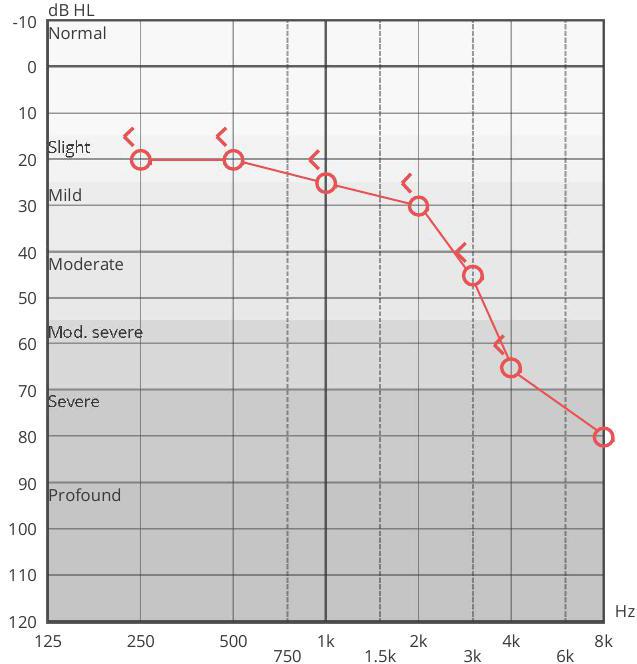 dB HL
-10
Normal
0
10
Slight
20
Mild
30
40
Moderate
50
Mod. severe
60
70
Severe
80
90
Profound
100
110
120
Hz
125 250 500 1k 2k 4k 8k
750 1.5k 3k 6k